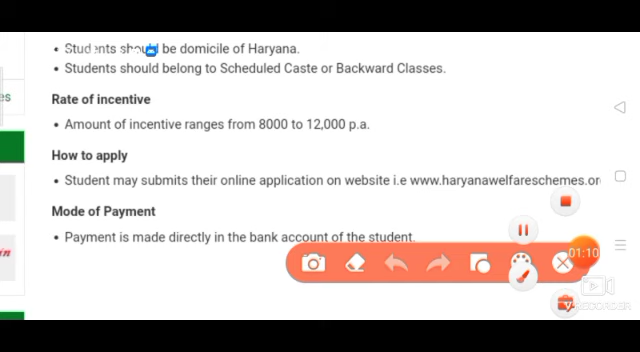 es
in
• Students should be domicile of Haryana.
• Students should belong to Scheduled Caste or Backward Classes.
Rate of incentive
• Amount of incentive ranges from 8000 to 12,000 p.a.
How to apply
• Student may submits their online application on website i.e www.haryanawelfareschemes.or
Mode of Payment
• Payment is made directly in the bank account of the student.
01:10
RECORDER